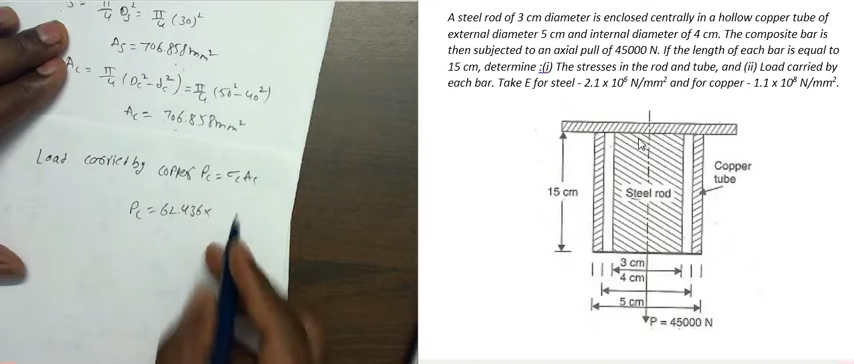 π/4 Ds² = π/4 (30)²
As = 706.858mm²
Ac = π/4 (Dc² - dc²) = π/4 (50² - 40²)
Ac = 706.858mm²
Load carried by copper Pc = σc Ac
Pc = 62.436 x
A steel rod of 3 cm diameter is enclosed centrally in a hollow copper tube of
external diameter 5 cm and internal diameter of 4 cm. The composite bar is
then subjected to an axial pull of 45000 N. If the length of each bar is equal to
15 cm, determine :(i) The stresses in the rod and tube, and (ii) Load carried by
each bar. Take E for steel - 2.1 x 10⁶ N/mm² and for copper - 1.1 x 10⁸ N/mm².
15 cm
Steel rod
Copper
tube
3 cm
4 cm
5 cm
P = 45000 N